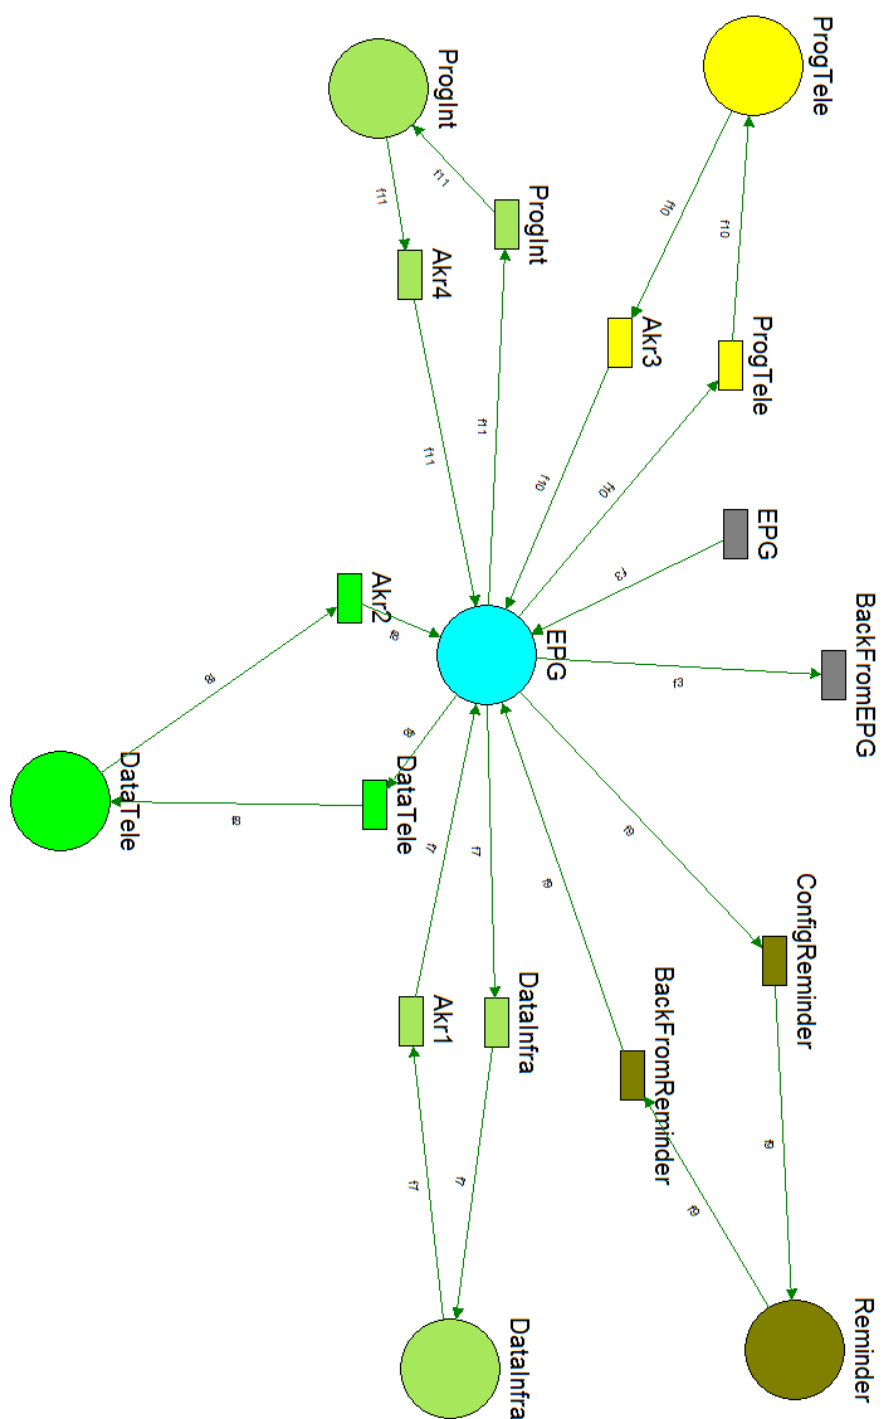 ProgTele
BackFromEPG
Reminder
ConfigReminder
EPG
ProgTele
f9
f10
f9
f3
f10
BackFromReminder
Akr3
f9
f3
f10
EPG
f9
f10
ProgInt
DataInfra
DataInfra
f11
f7
f7
ProgInt
f11
Akr4
Akr1
f11
f7
f7
f8
DataTele
f8
Akr2
f11
f8
f8
DataTele